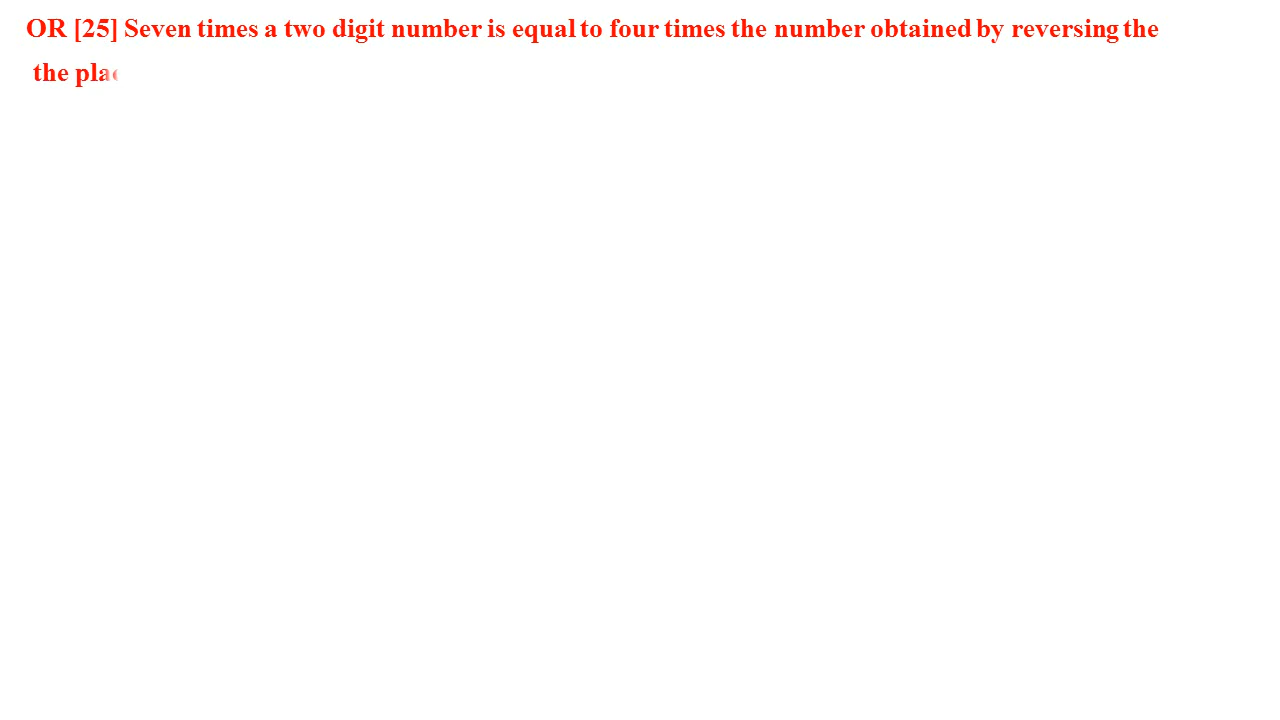 OR [25] Seven times a two digit number is equal to four times the number obtained by reversing the
the